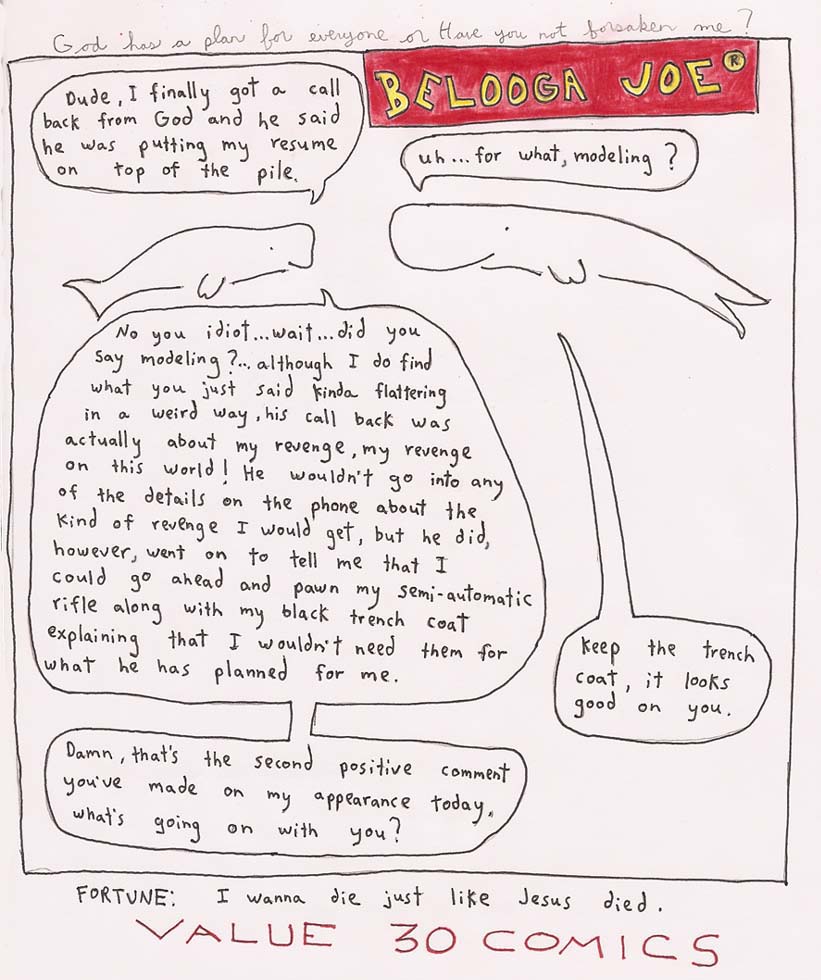 God has a plan for everyone or Have you not forsaken me?
BELOOGA JOE®
Dude, I finally got a call
back from God and he said
he was putting my resume
on top of the pile.
uh...for what, modeling?
No you idiot...wait...did you
say modeling?... although I do find
what you just said kinda flattering
in a weird way, his call back was
actually about my revenge, my revenge
on this world! He wouldn't go into any
of the details on the phone about the
kind of revenge I would get, but he did,
however, went on to tell me that I
could go ahead and pawn my semi-automatic
rifle along with my black trench coat
explaining that I wouldn't need them for
what he has planned for me.
Keep the trench
coat, it looks
good on you.
Damn, that's the second positive comment
you've made on my appearance today,
what's going on with you?
FORTUNE: I wanna die just like Jesus died.
VALUE 30 COMICS